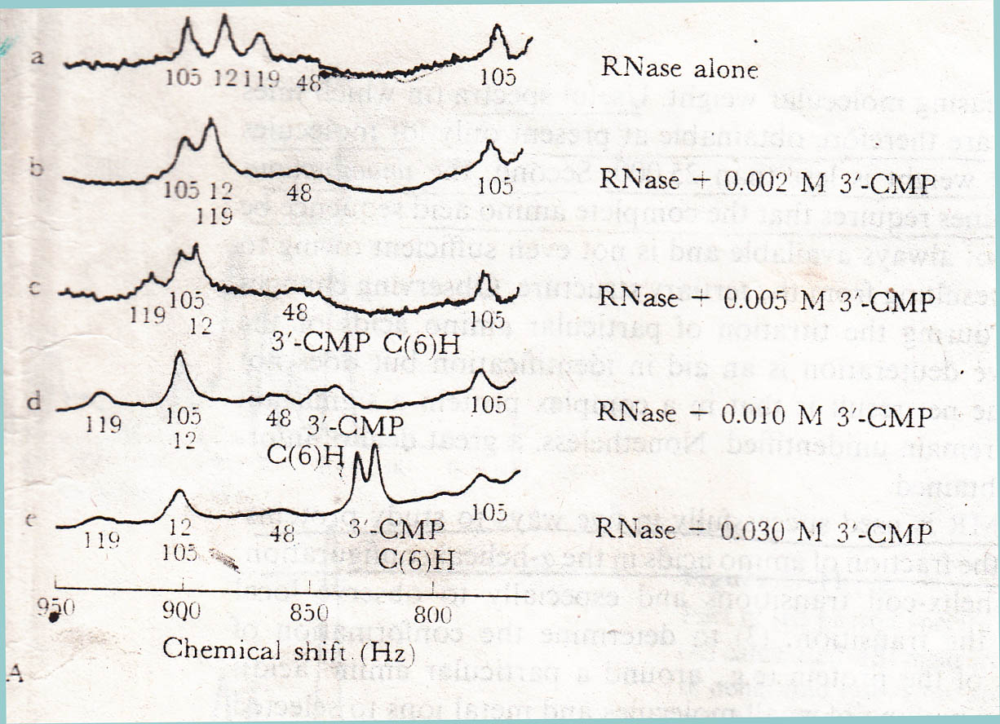 a
105 12 119 48 105
RNase alone
b
105 12 48 105
119
RNase + 0.002 M 3′-CMP
c
119 105 48 105
12
3′-CMP C(6)H
RNase + 0.005 M 3′-CMP
d
119 105 48 3′-CMP 105
12 C(6)H
RNase + 0.010 M 3′-CMP
e
119 12 48 3′-CMP 105
105 C(6)H
RNase + 0.030 M 3′-CMP
950 900 850 800
Chemical shift (Hz)
A